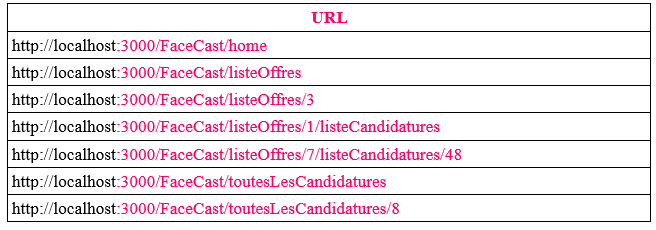 URL
http://localhost:3000/FaceCast/home
http://localhost:3000/FaceCast/listeOffres
http://localhost:3000/FaceCast/listeOffres/3
http://localhost:3000/FaceCast/listeOffres/1/listeCandidatures
http://localhost:3000/FaceCast/listeOffres/7/listeCandidatures/48
http://localhost:3000/FaceCast/toutesLesCandidatures
http://localhost:3000/FaceCast/toutesLesCandidatures/8